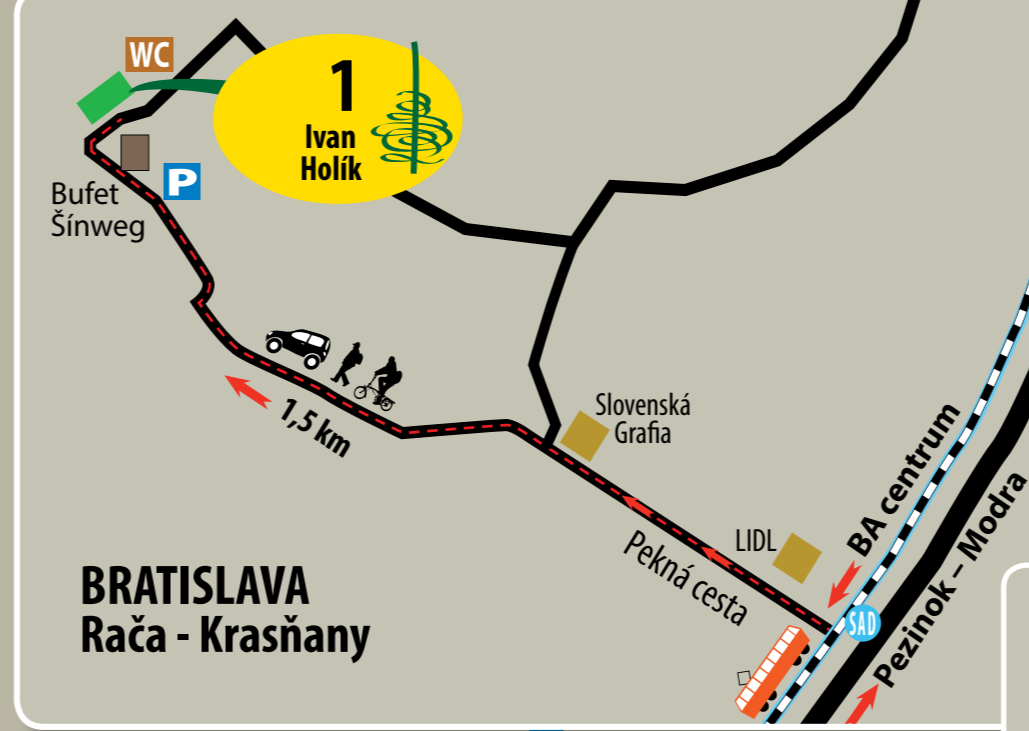 WC
1
Ivan
Holík
P
Bufet
Šínweg
1,5 km
Slovenská
Grafia
LIDL
Pekná cesta
BA centrum
SAD
Pezinok – Modra
BRATISLAVA
Rača - Krasňany